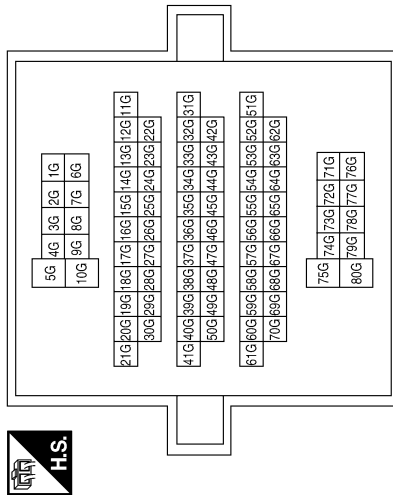 H.S.
5G 4G 3G 2G 1G
10G 9G 8G 7G 6G
21G 20G 19G 18G 17G 16G 15G 14G 13G 12G 11G
30G 29G 28G 27G 26G 25G 24G 23G 22G
41G 40G 39G 38G 37G 36G 35G 34G 33G 32G 31G
50G 49G 48G 47G 46G 45G 44G 43G 42G
61G 60G 59G 58G 57G 56G 55G 54G 53G 52G 51G
70G 69G 68G 67G 66G 65G 64G 63G 62G
75G 74G 73G 72G 71G
80G 79G 78G 77G 76G